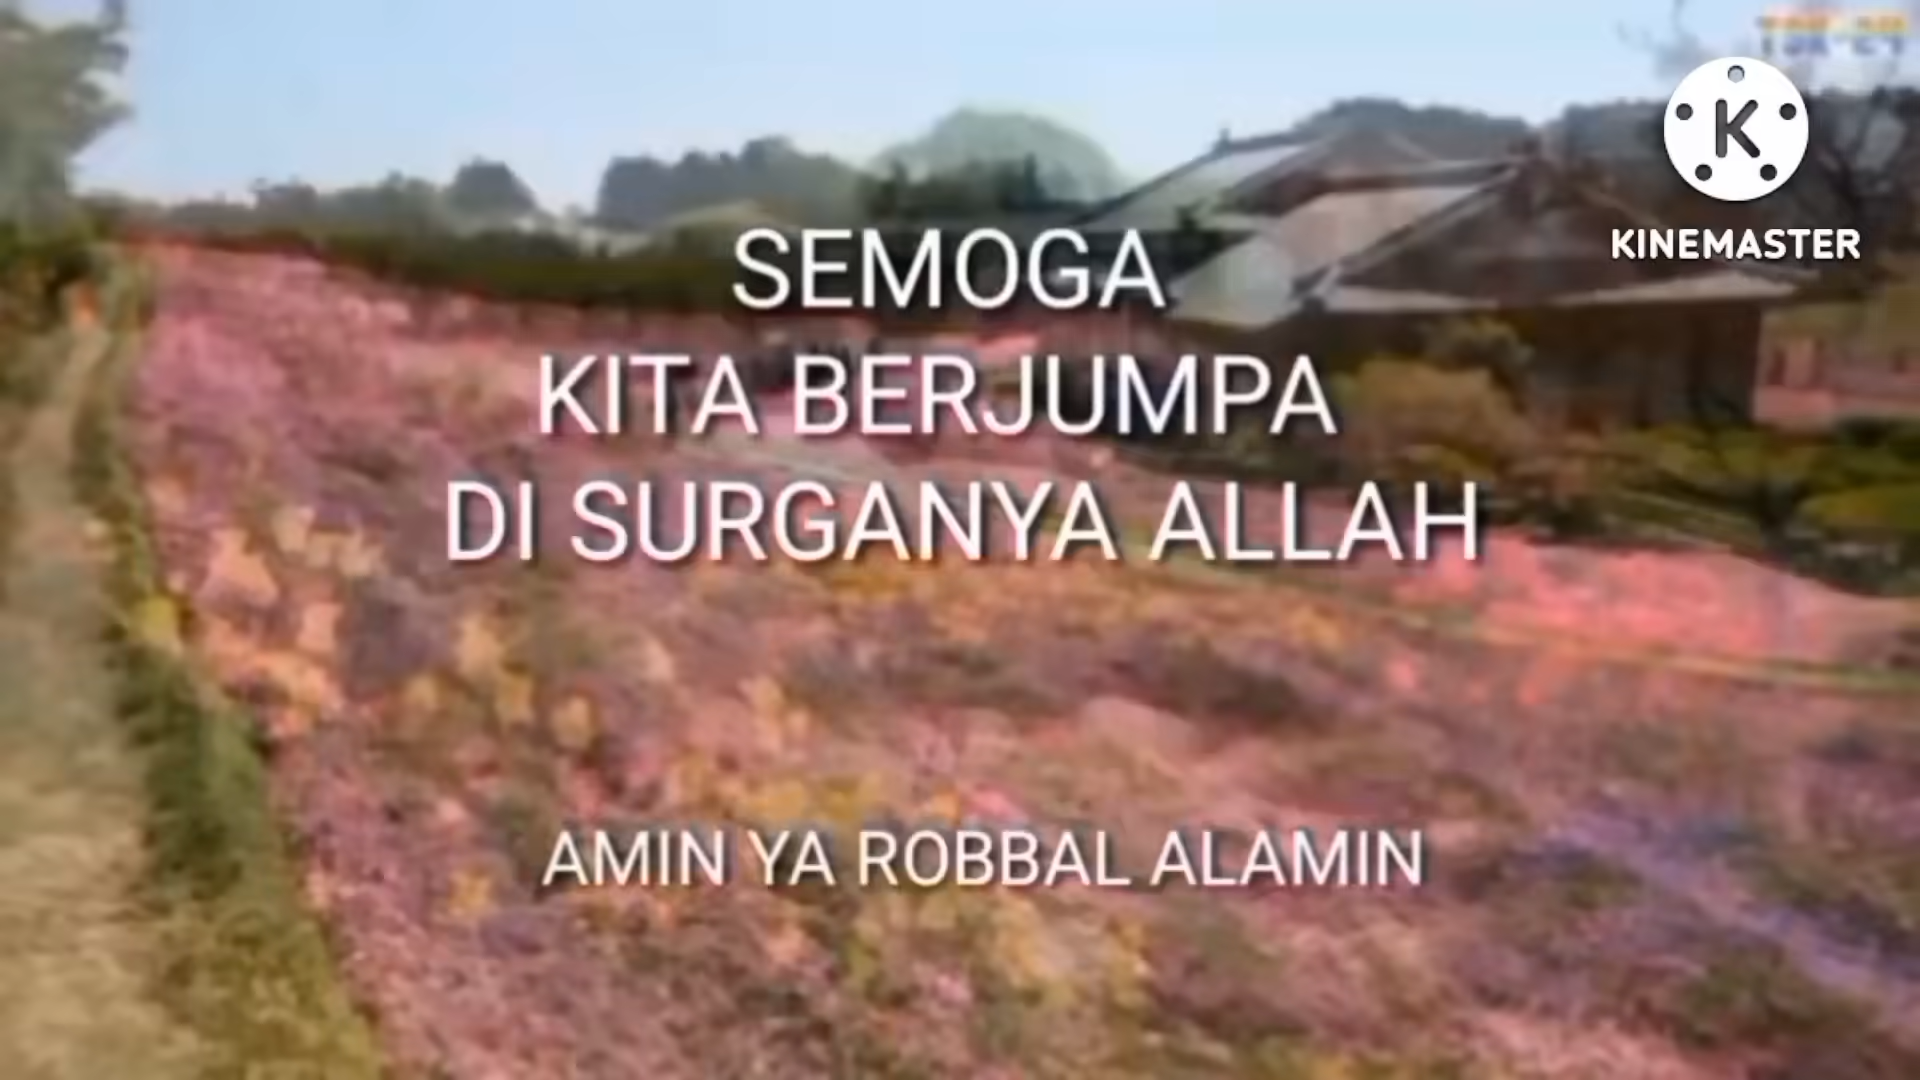 KINEMASTER
SEMOGA
KITA BERJUMPA
DI SURGANYA ALLAH
AMIN YA ROBBAL ALAMIN